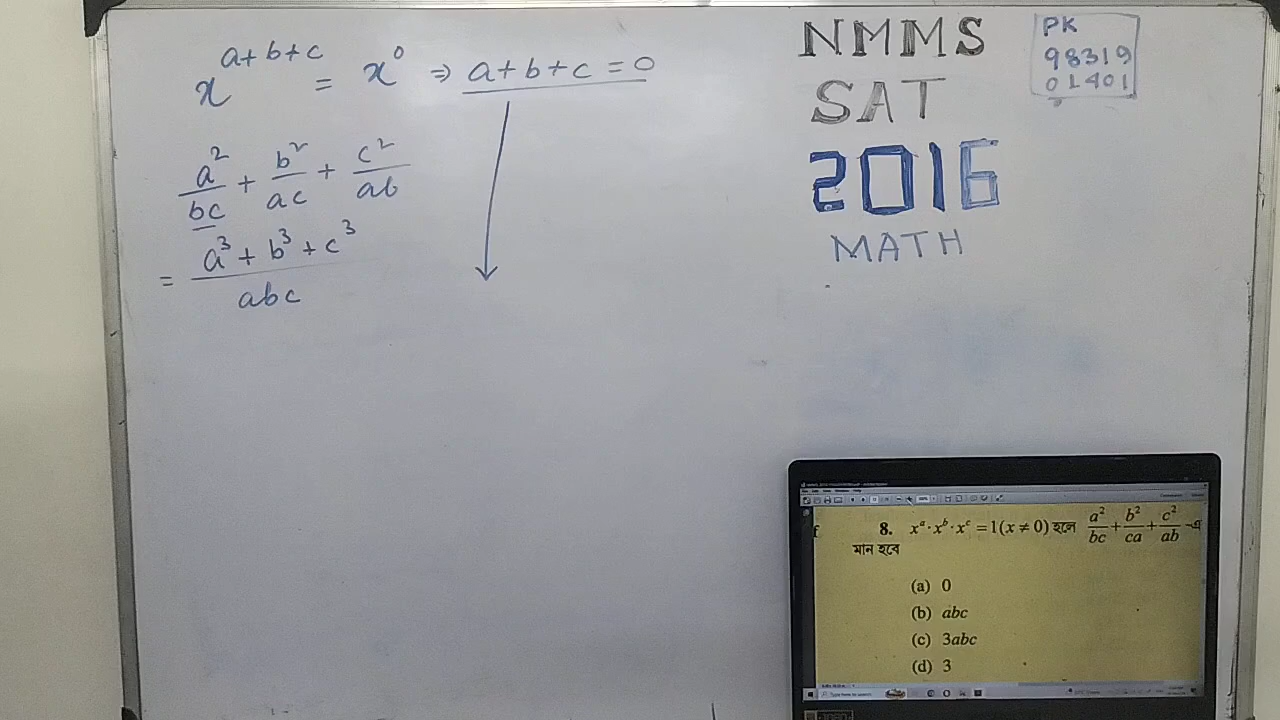 x^{a+b+c} = x^0 ⇒ a+b+c=0
a²/bc + b²/ac + c²/ab
= (a³+b³+c³)/abc
NMMS
SAT
2016
MATH
PK
98319
01401
8. x^a · x^b · x^c = 1 (x ≠ 0) হলে a²/bc + b²/ca + c²/ab -এ
মান হবে
(a) 0
(b) abc
(c) 3abc
(d) 3